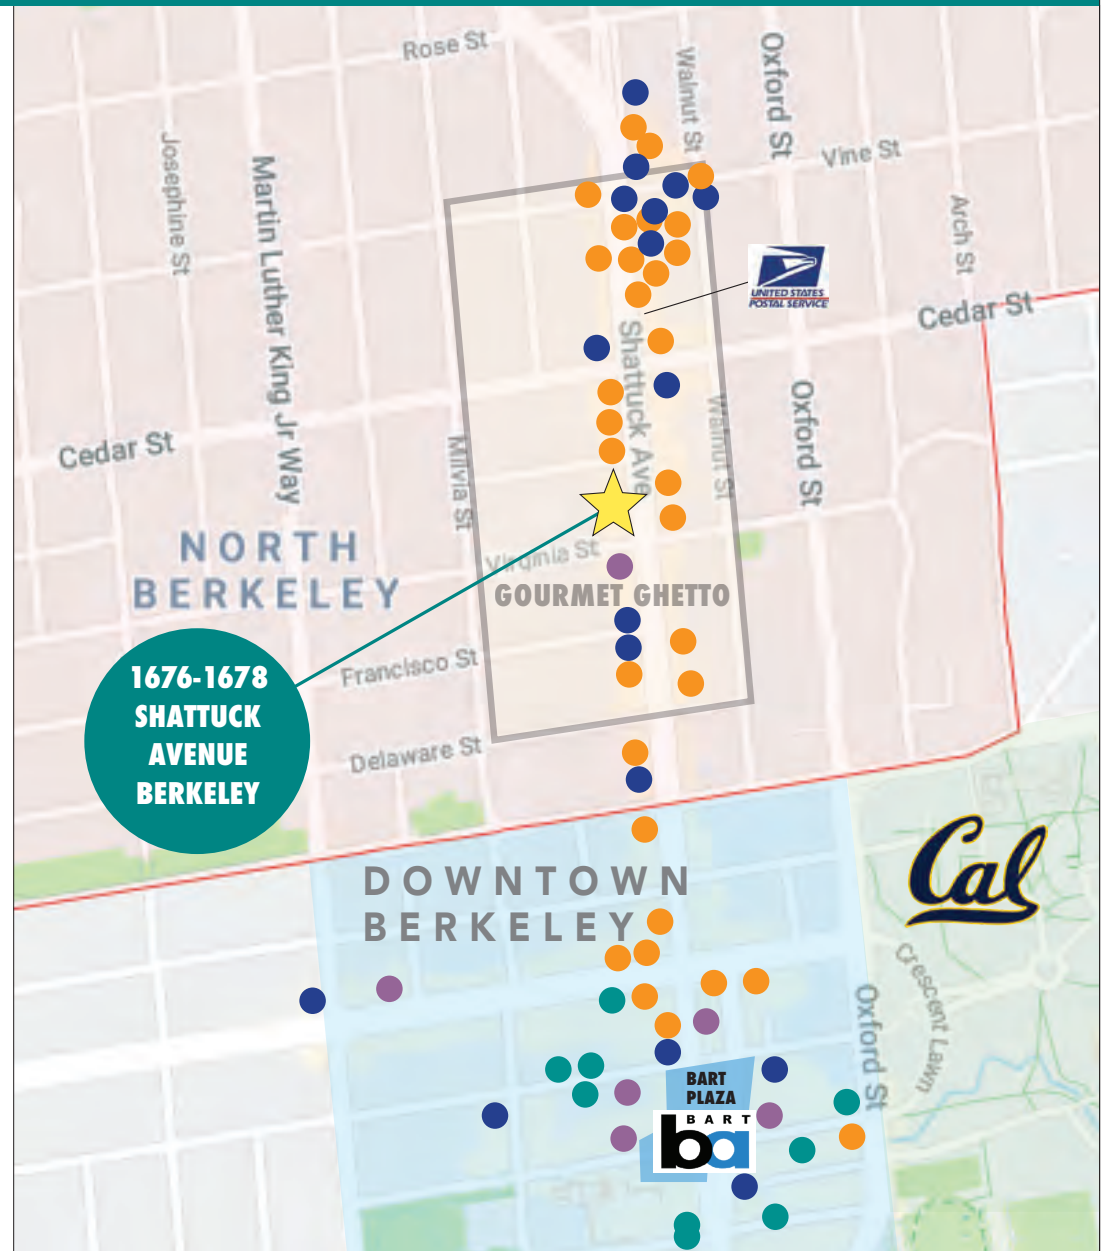 Rose St
Walnut St
Oxford St
Vine St
Josephine St
Martin Luther King Jr Way
Arch St
UNITED STATES
POSTAL SERVICE
Cedar St
Shattuck Ave
Cedar St
Milvia St
Walnut St
Oxford St
NORTH
BERKELEY
Virginia St
GOURMET GHETTO
Francisco St
1676-1678
SHATTUCK
AVENUE
BERKELEY
Delaware St
DOWNTOWN
BERKELEY
Cal
Crescent Lawn
Oxford St
BART
PLAZA
BART
ba